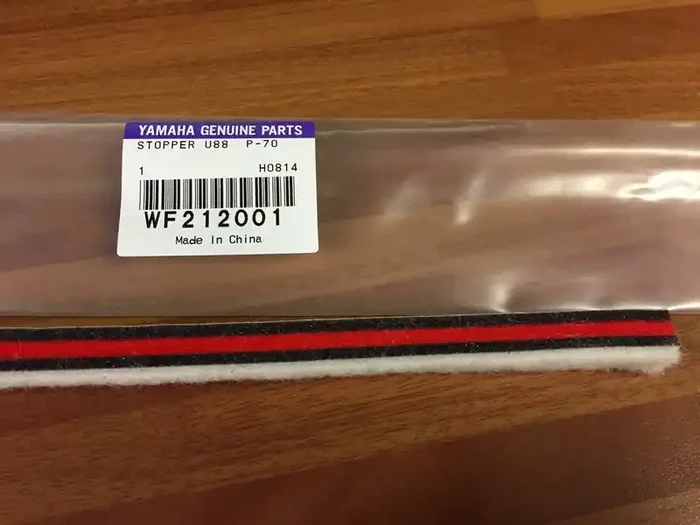 YAMAHA GENUINE PARTS
STOPPER U88 P-70
1 H0814
WF212001
Made in China